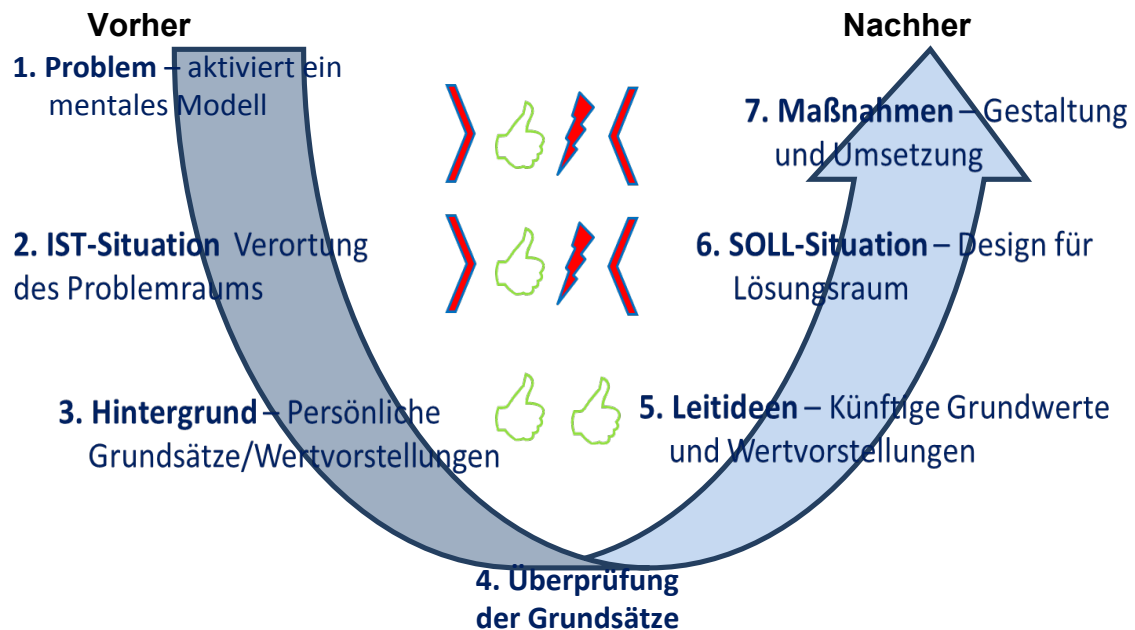 Vorher
Nachher
1. Problem – aktiviert ein
mentales Modell
2. IST-Situation Verortung
des Problemraums
3. Hintergrund – Persönliche
Grundsätze/Wertvorstellungen
4. Überprüfung
der Grundsätze
5. Leitideen – Künftige Grundwerte
und Wertvorstellungen
6. SOLL-Situation – Design für
Lösungsraum
7. Maßnahmen – Gestaltung
und Umsetzung